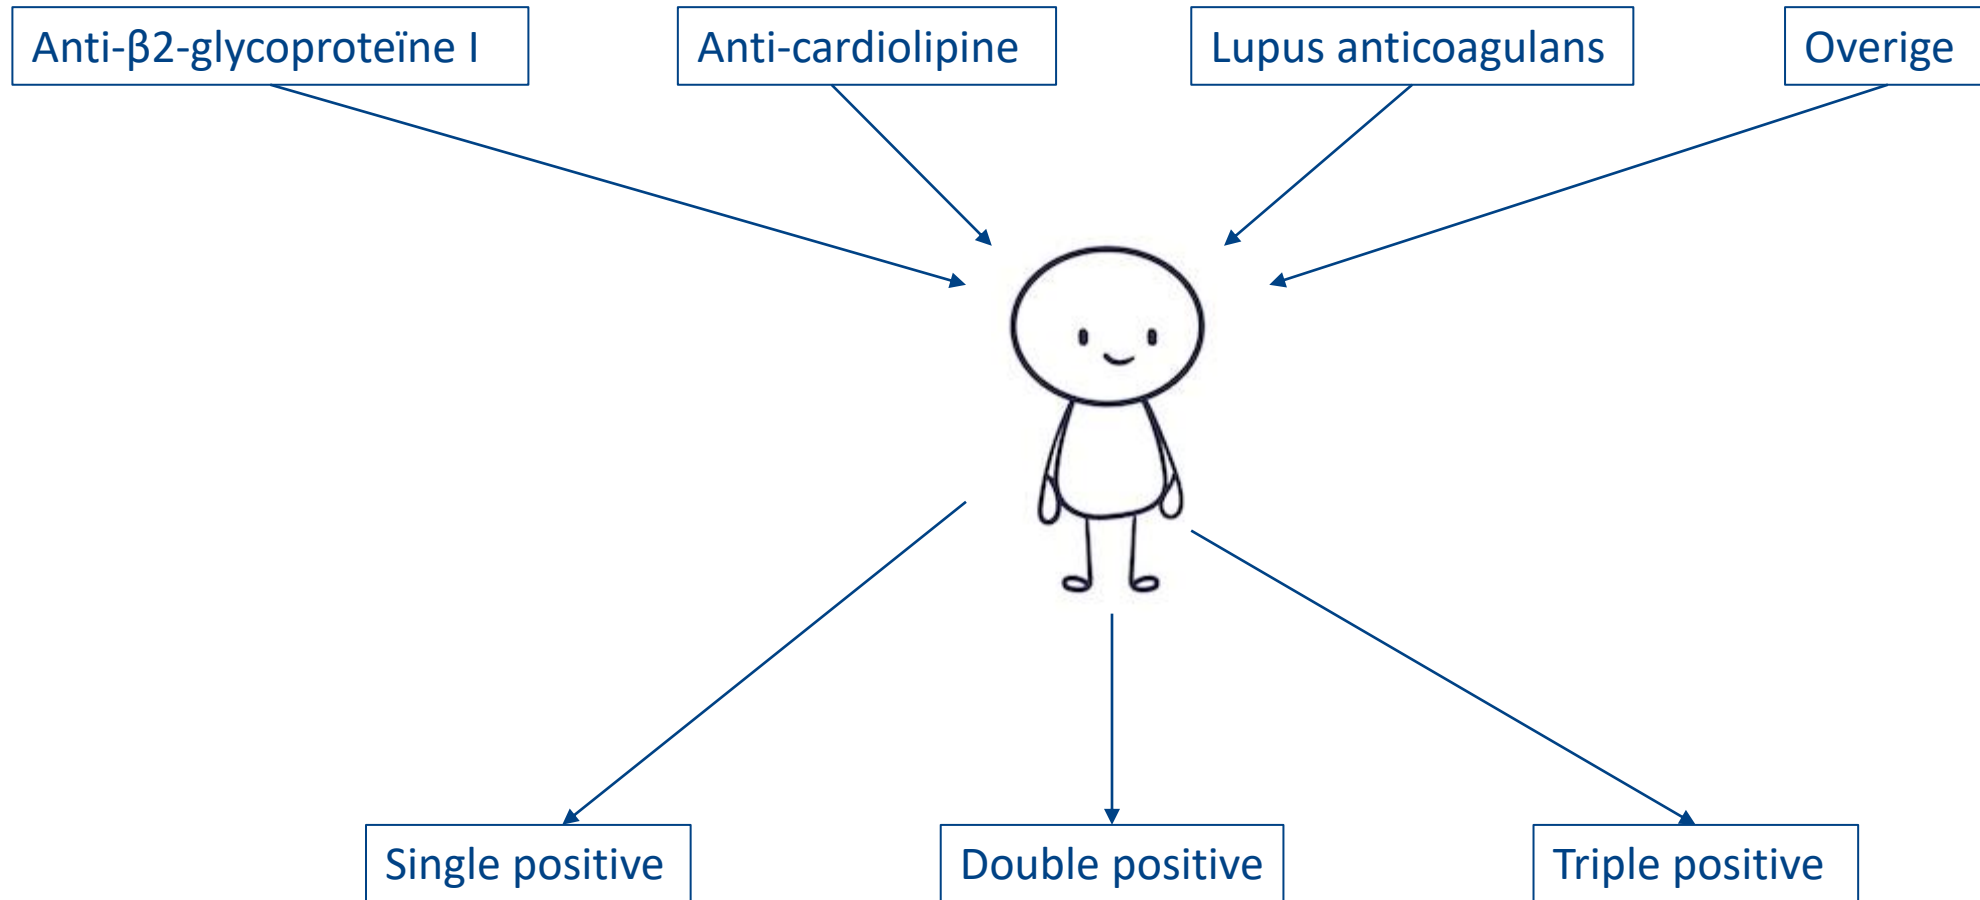 Anti-β2-glycoproteïne I
Anti-cardiolipine
Lupus anticoagulans
Overige
Single positive
Double positive
Triple positive